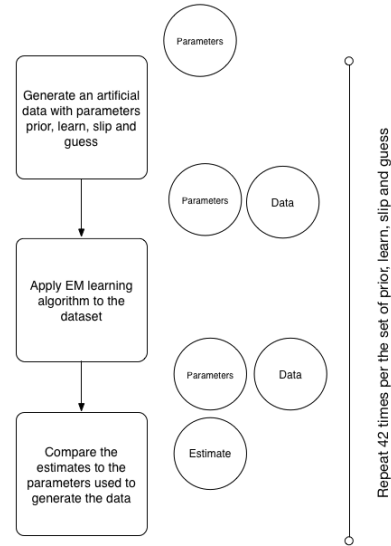 Parameters
Generate an artificial
data with parameters
prior, learn, slip and
guess
Parameters
Data
Apply EM learning
algorithm to the
dataset
Parameters
Data
Compare the
estimates to the
parameters used to
generate the data
Estimate
Repeat 42 times per the set of prior, learn, slip and guess